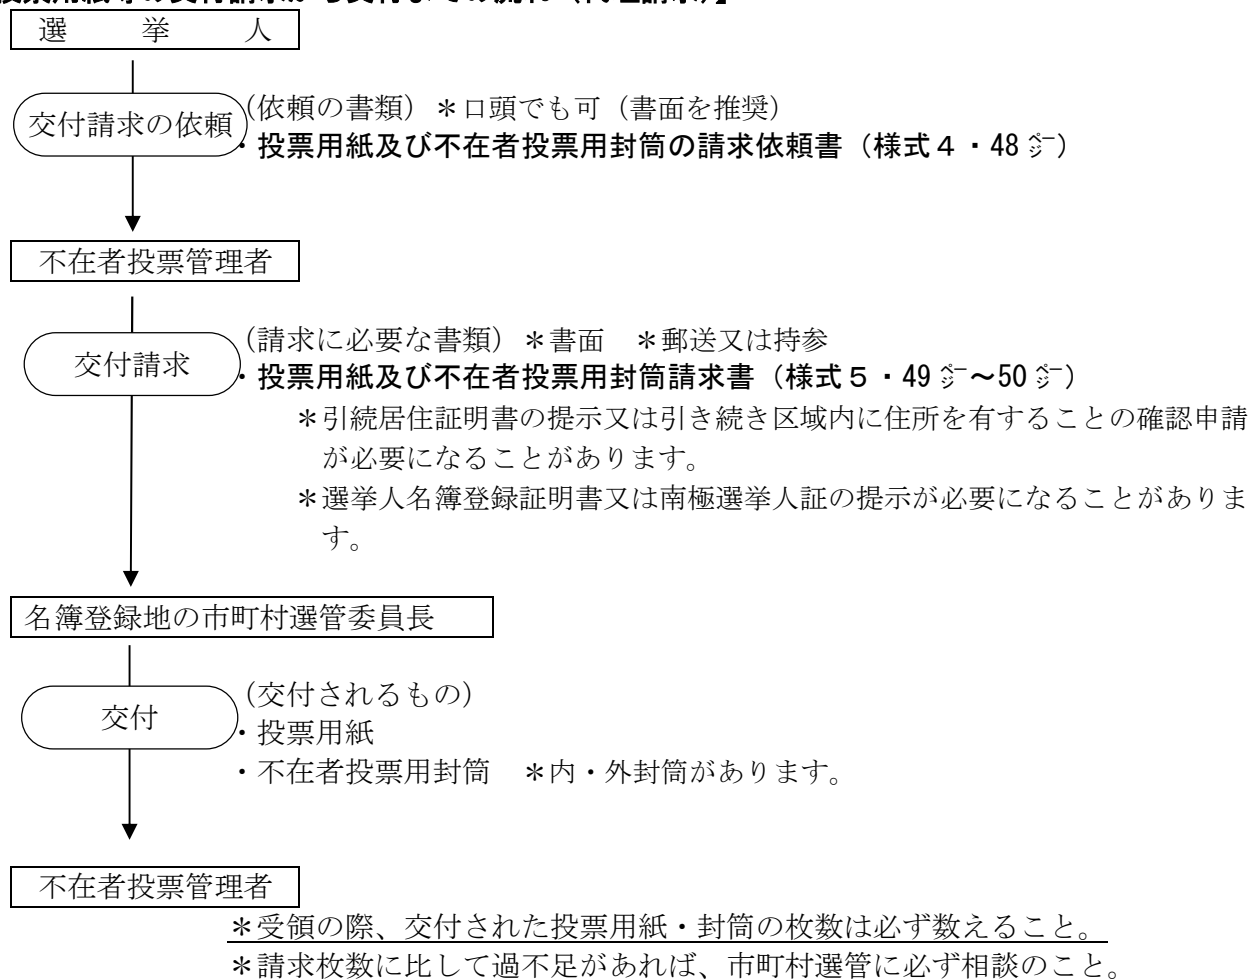 選 挙 人
交付請求の依頼
(依頼の書類) ＊口頭でも可（書面を推奨）
・投票用紙及び不在者投票用封筒の請求依頼書（様式４・48 ㌻）
不在者投票管理者
交付請求
(請求に必要な書類) ＊書面　＊郵送又は持参
・投票用紙及び不在者投票用封筒請求書（様式５・49 ㌻～50 ㌻）
＊引続居住証明書の提示又は引き続き区域内に住所を有することの確認申請
が必要になることがあります。
＊選挙人名簿登録証明書又は南極選挙人証の提示が必要になることがありま
す。
名簿登録地の市町村選管委員長
交付
(交付されるもの)
・投票用紙
・不在者投票用封筒　＊内・外封筒があります。
不在者投票管理者
＊受領の際、交付された投票用紙・封筒の枚数は必ず数えること。
＊請求枚数に比して過不足があれば、市町村選管に必ず相談のこと。